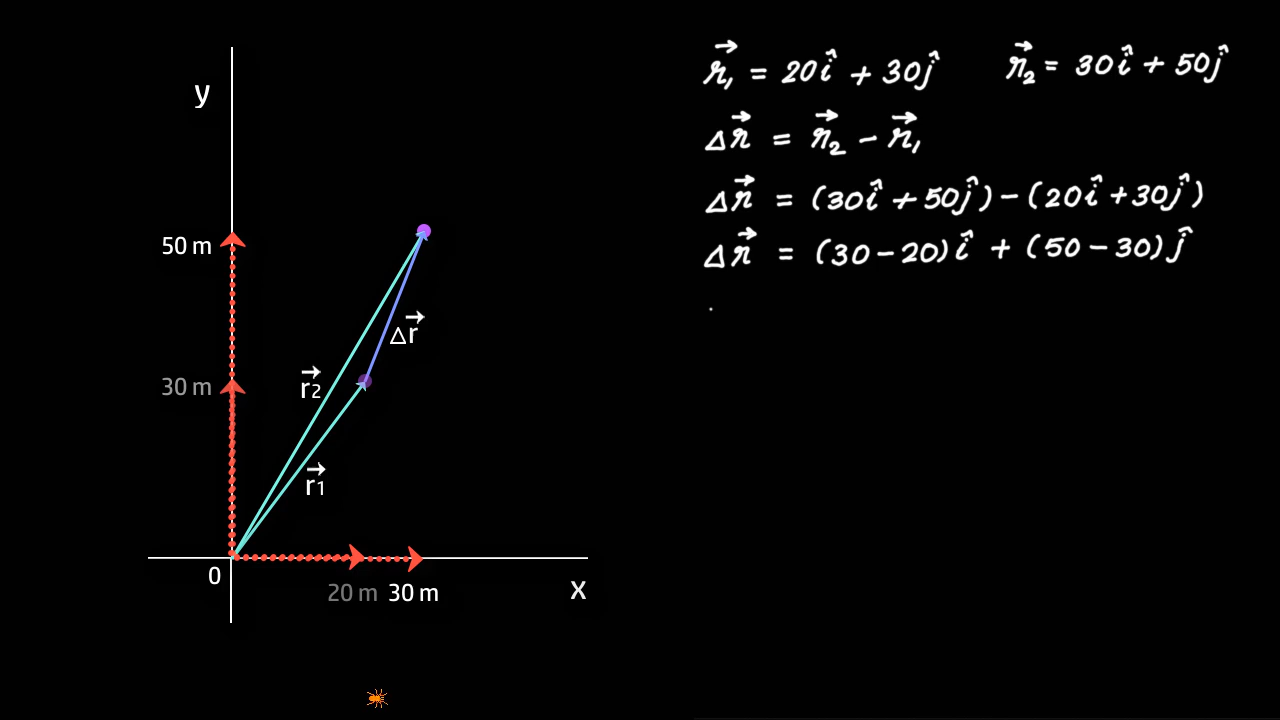 y
50 m
30 m
0
20 m 30 m
x
r⃗2
r⃗1
Δr⃗
r⃗₁ = 20î + 30ĵ r⃗₂ = 30î + 50ĵ
Δr⃗ = r⃗₂ − r⃗₁
Δr⃗ = (30î + 50ĵ) − (20î + 30ĵ)
Δr⃗ = (30 − 20)î + (50 − 30)ĵ